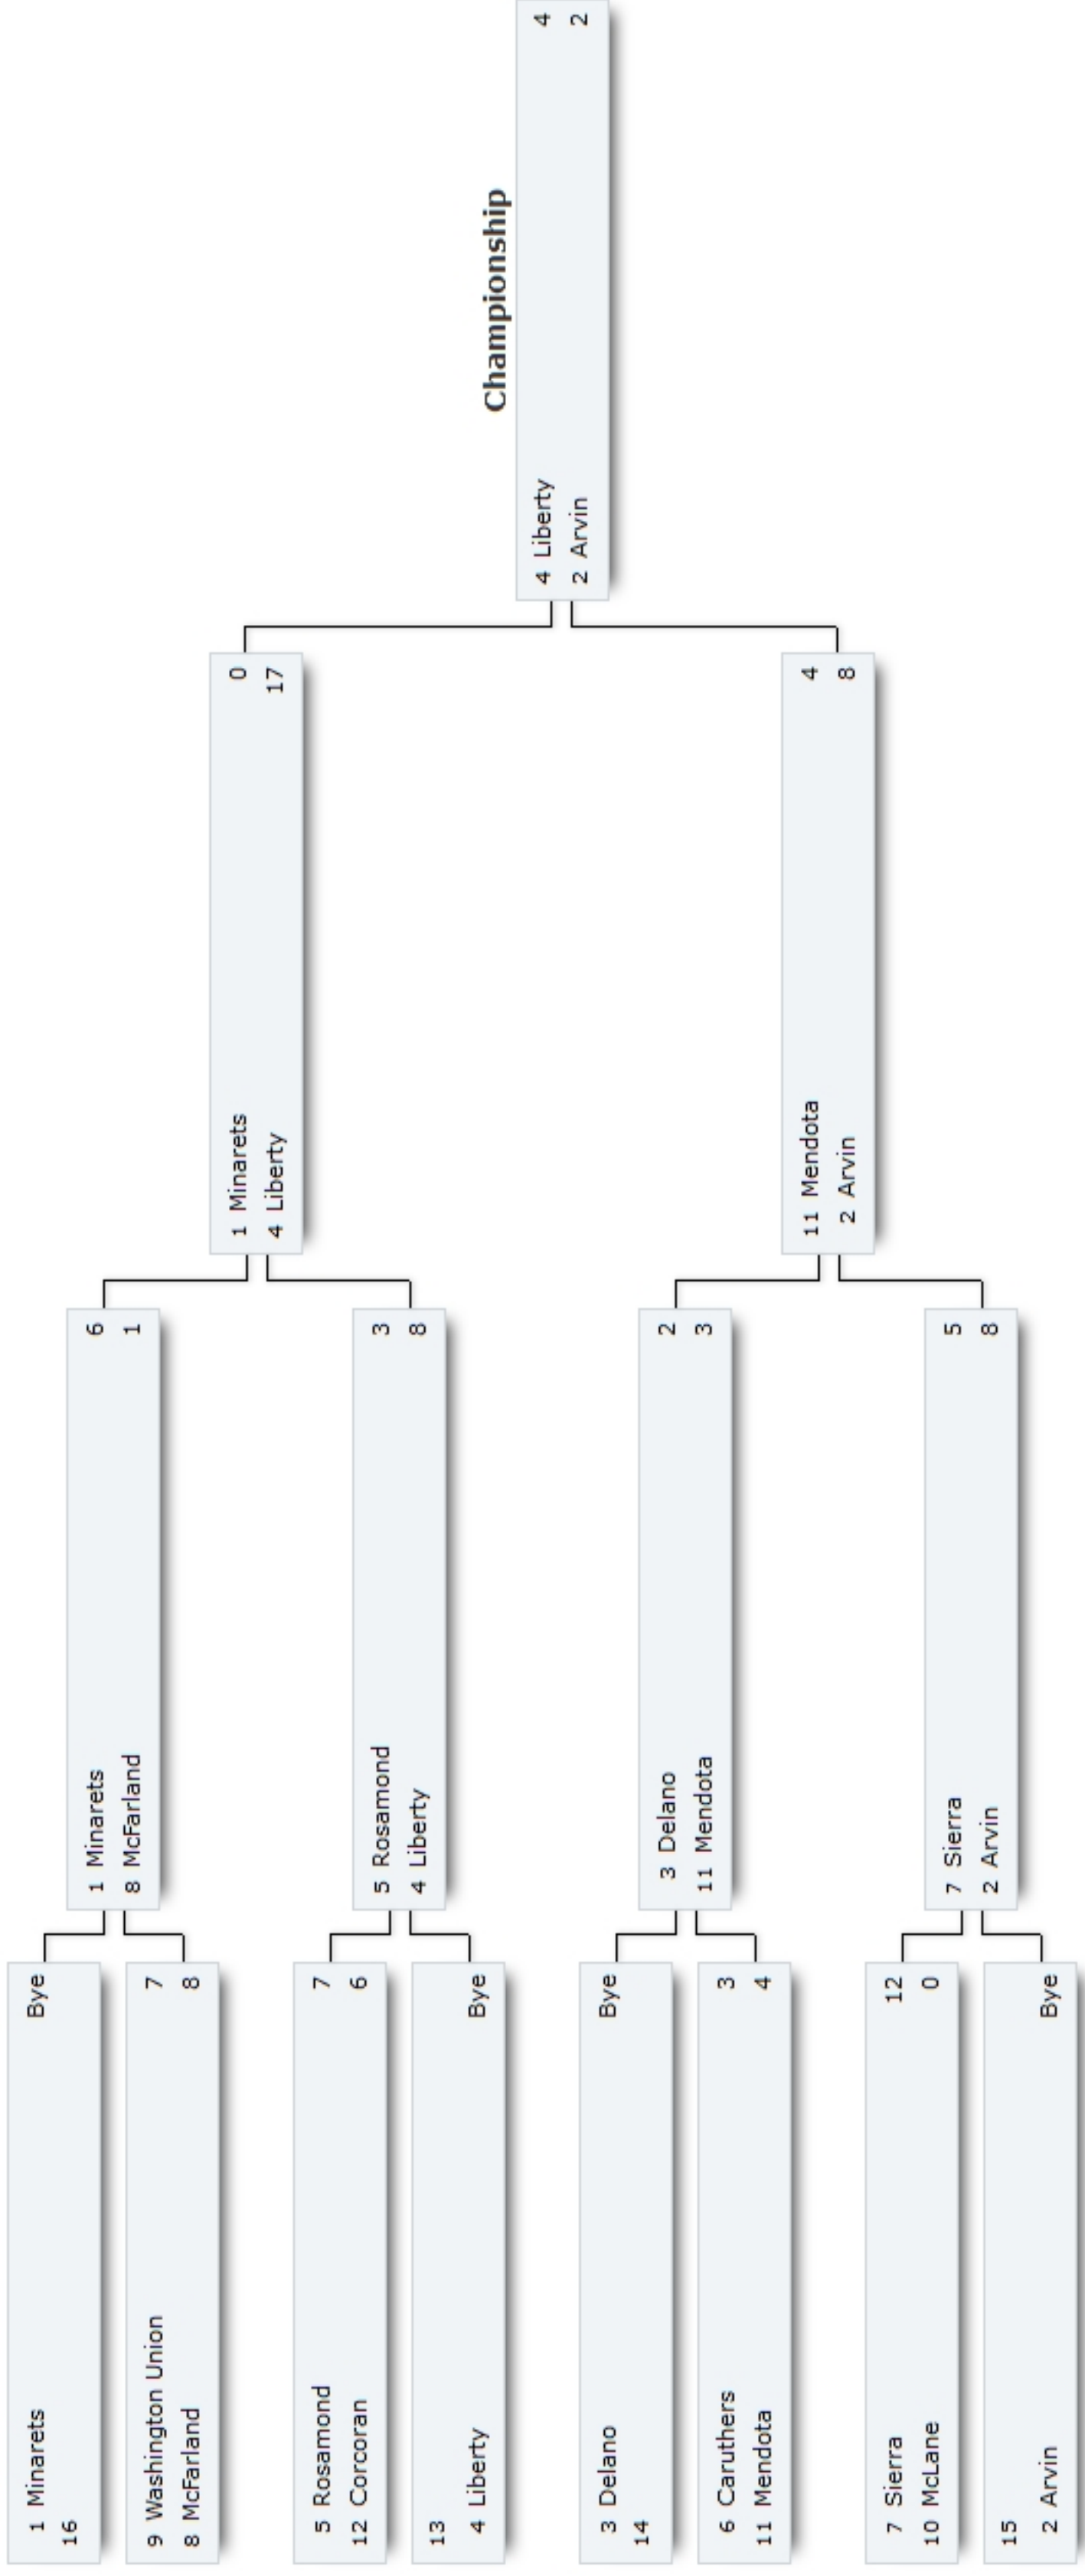 1 Minarets Bye
16
9 Washington Union 7
8 McFarland 8
5 Rosamond 7
12 Corcoran 6
13
4 Liberty Bye
3 Delano Bye
14
6 Caruthers 3
11 Mendota 4
7 Sierra 12
10 McLane 0
15
2 Arvin Bye
1 Minarets 6
8 McFarland 1
5 Rosamond 3
4 Liberty 8
3 Delano 2
11 Mendota 3
7 Sierra 5
2 Arvin 8
1 Minarets 0
4 Liberty 17
11 Mendota 4
2 Arvin 8
Championship
4 Liberty 4
2 Arvin 2